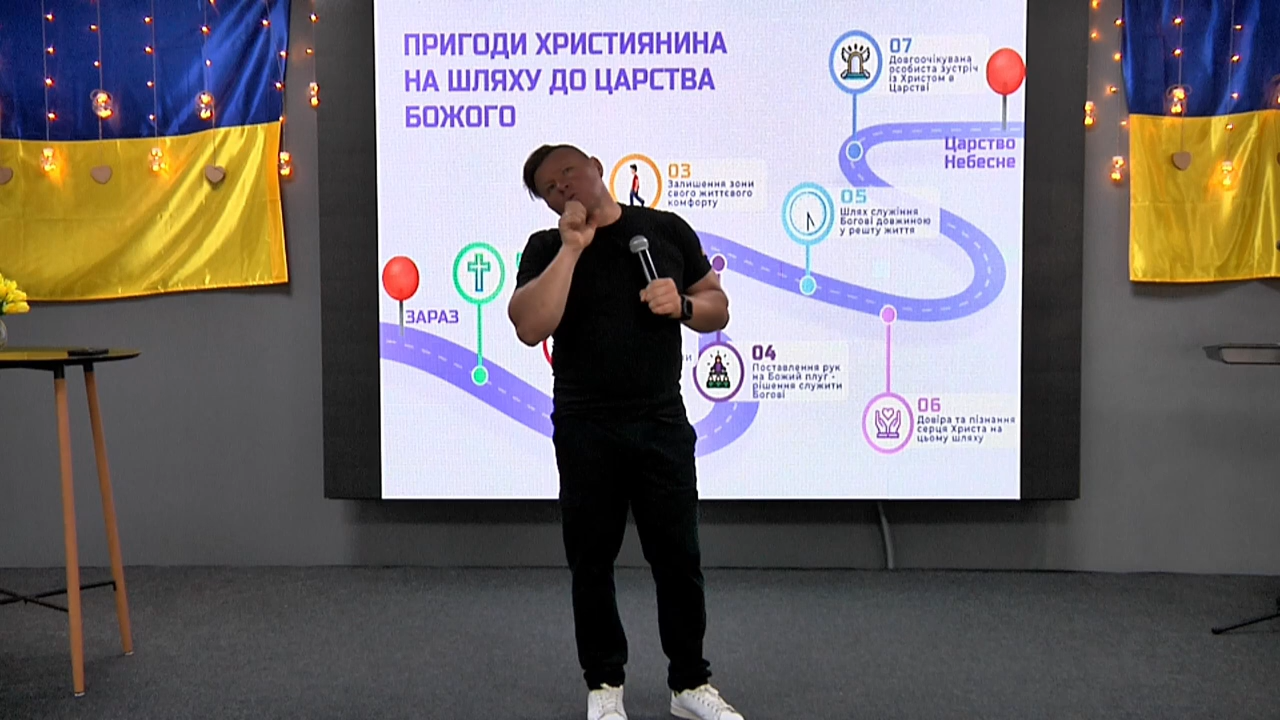 ПРИГОДИ ХРИСТИЯНИНА
НА ШЛЯХУ ДО ЦАРСТВА
БОЖОГО
ЗАРАЗ
03
Залишення зони
свого життєвого
комфорту
04
Поставлення рук
на Божий плуг -
рішення служити
Богові
05
Шлях служіння
Богові довжиною
у решту життя
06
Довіра та пізнання
серця Христа на
цьому шляху
07
Довгоочікувана
особиста зустріч
із Христом в
Царстві
Царство
Небесне